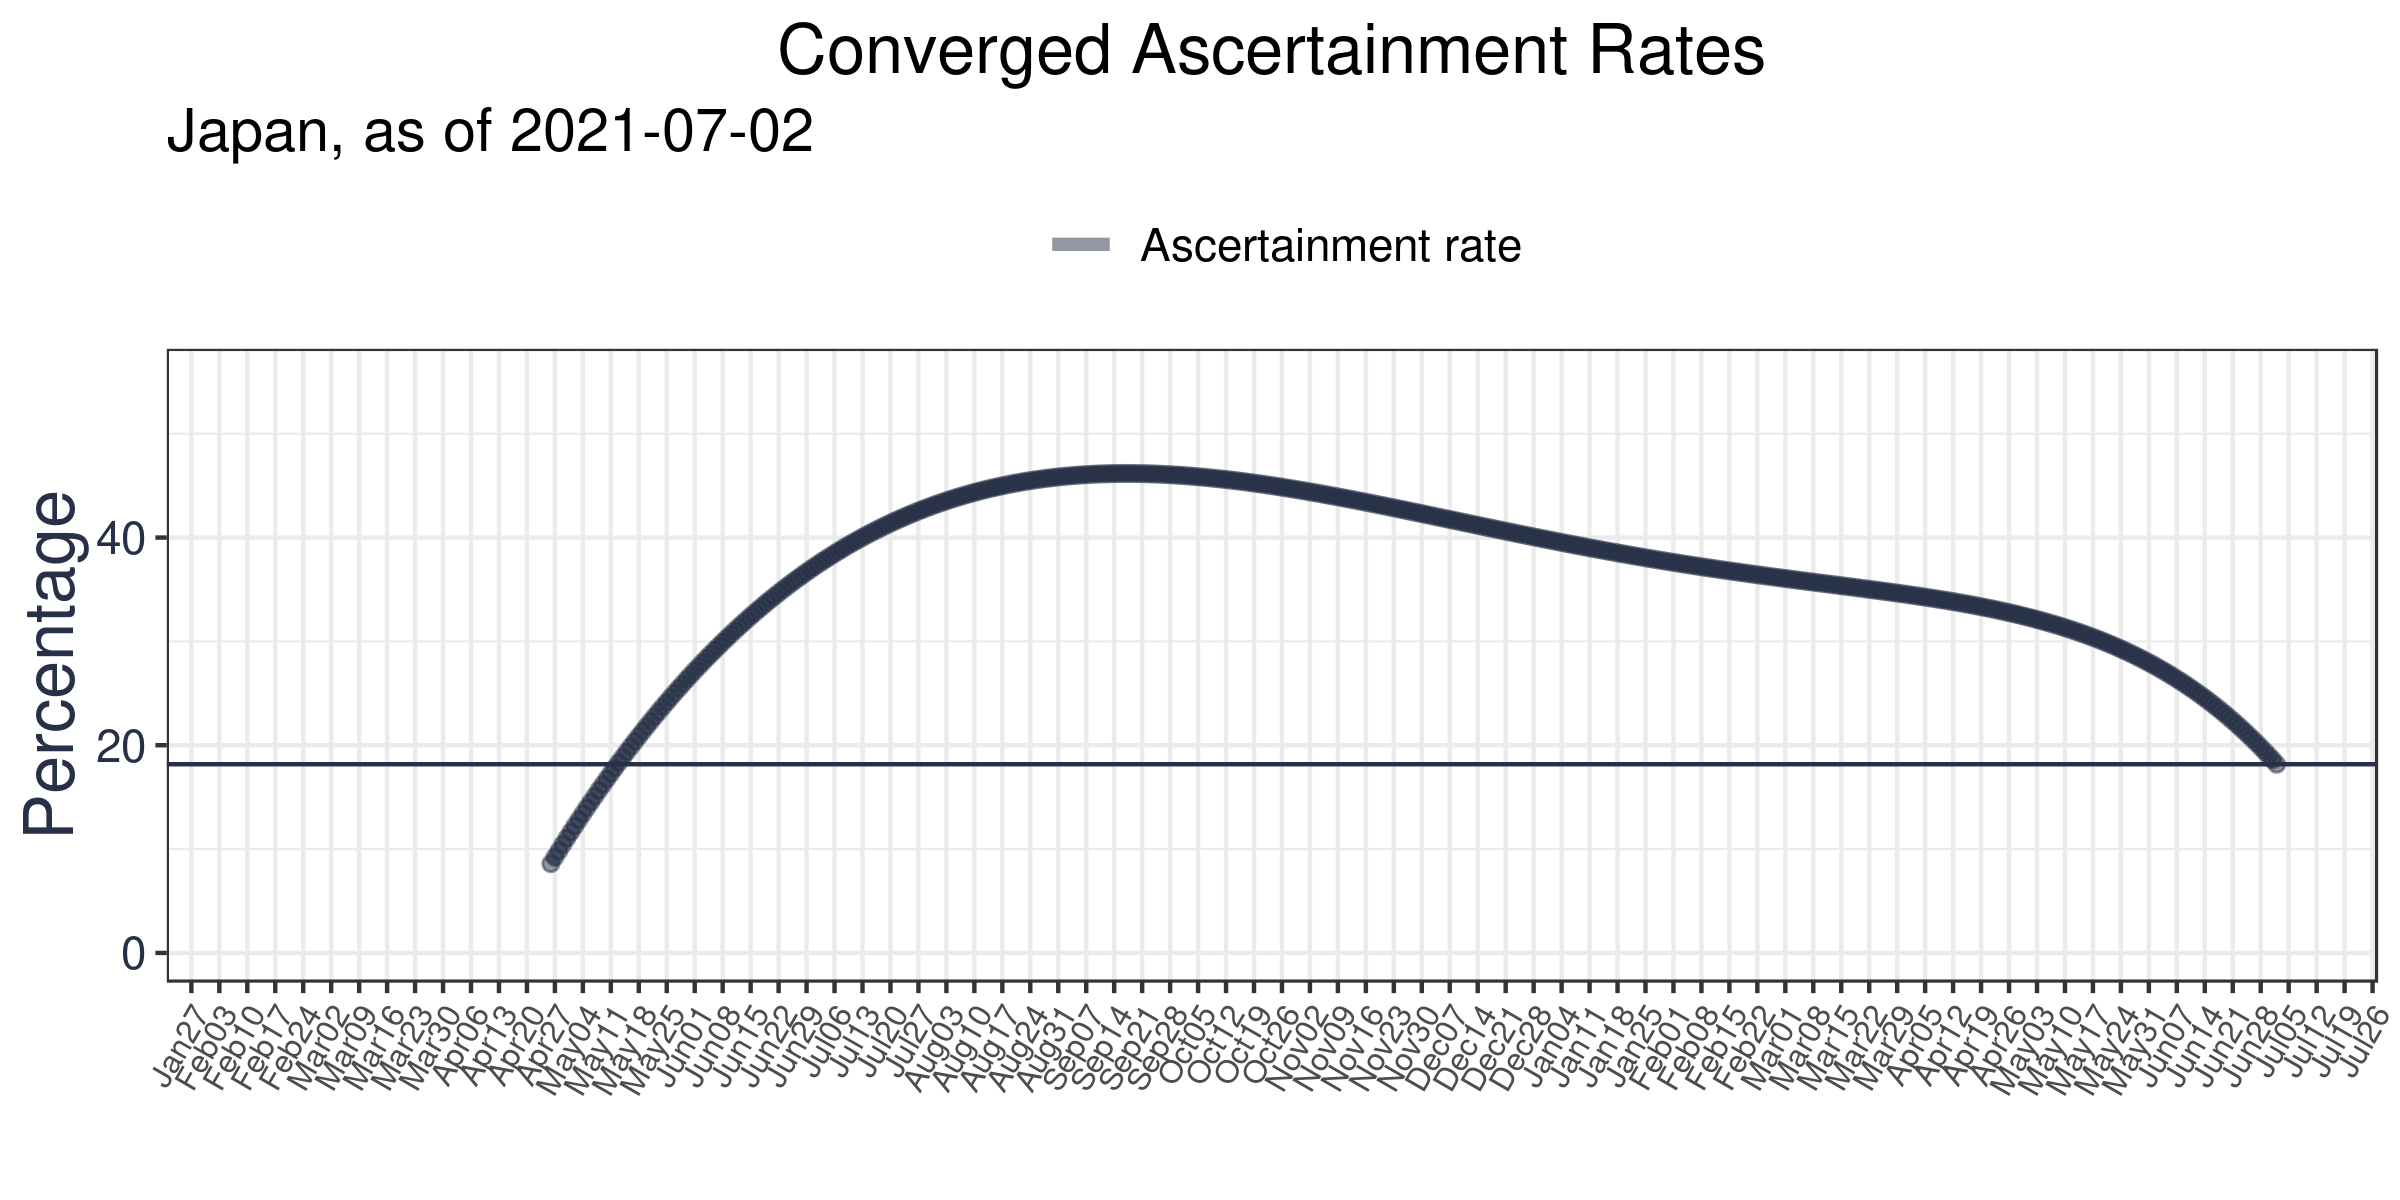 Converged Ascertainment Rates
Japan, as of 2021-07-02
Ascertainment rate
Percentage
40
20
0
Jan27
Feb03
Feb10
Feb17
Feb24
Mar02
Mar09
Mar16
Mar23
Mar30
Apr06
Apr13
Apr20
Apr27
May04
May11
May18
May25
Jun01
Jun08
Jun15
Jun22
Jun29
Jul06
Jul13
Jul20
Jul27
Aug03
Aug10
Aug17
Aug24
Aug31
Sep07
Sep14
Sep21
Sep28
Oct05
Oct12
Oct19
Oct26
Nov02
Nov09
Nov16
Nov23
Nov30
Dec07
Dec14
Dec21
Dec28
Jan04
Jan11
Jan18
Jan25
Feb01
Feb08
Feb15
Feb22
Mar01
Mar08
Mar15
Mar22
Mar29
Apr05
Apr12
Apr19
Apr26
May03
May10
May17
May24
May31
Jun07
Jun14
Jun21
Jun28
Jul05
Jul12
Jul19
Jul26